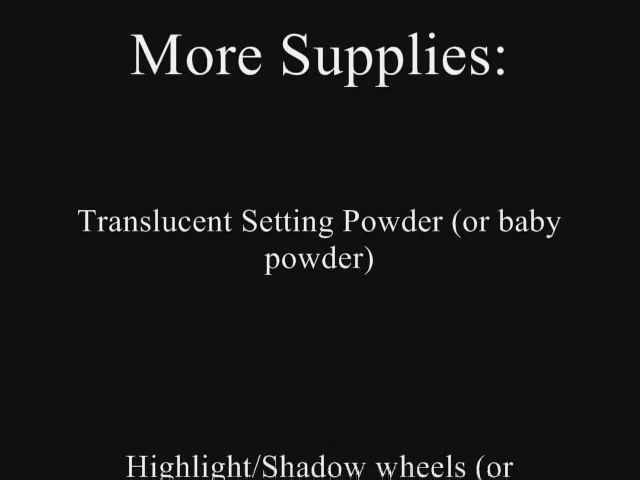 More Supplies:
Translucent Setting Powder (or baby
powder)
Highlight/Shadow wheels (or